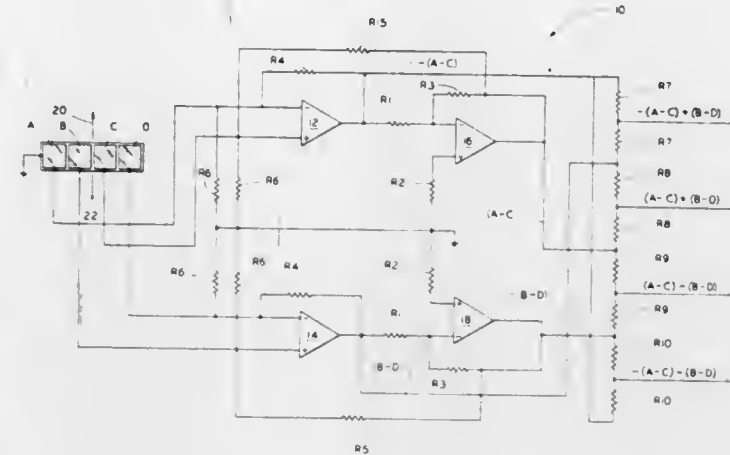 10
R15
R4
-(A-C)
R3
R7
20
R1
-(A-C)+(B-D)
A B C D
12
16
R7
R8
R6
R6
R2
22
(A-C
(A-C)+(B-D)
R8
R6
R6
R4
R2
R9
-B-D)
(A-C)-(B-D)
R1
18
R9
14
R10
B-D
R3
-(A-C)-(B-D)
R10
R5